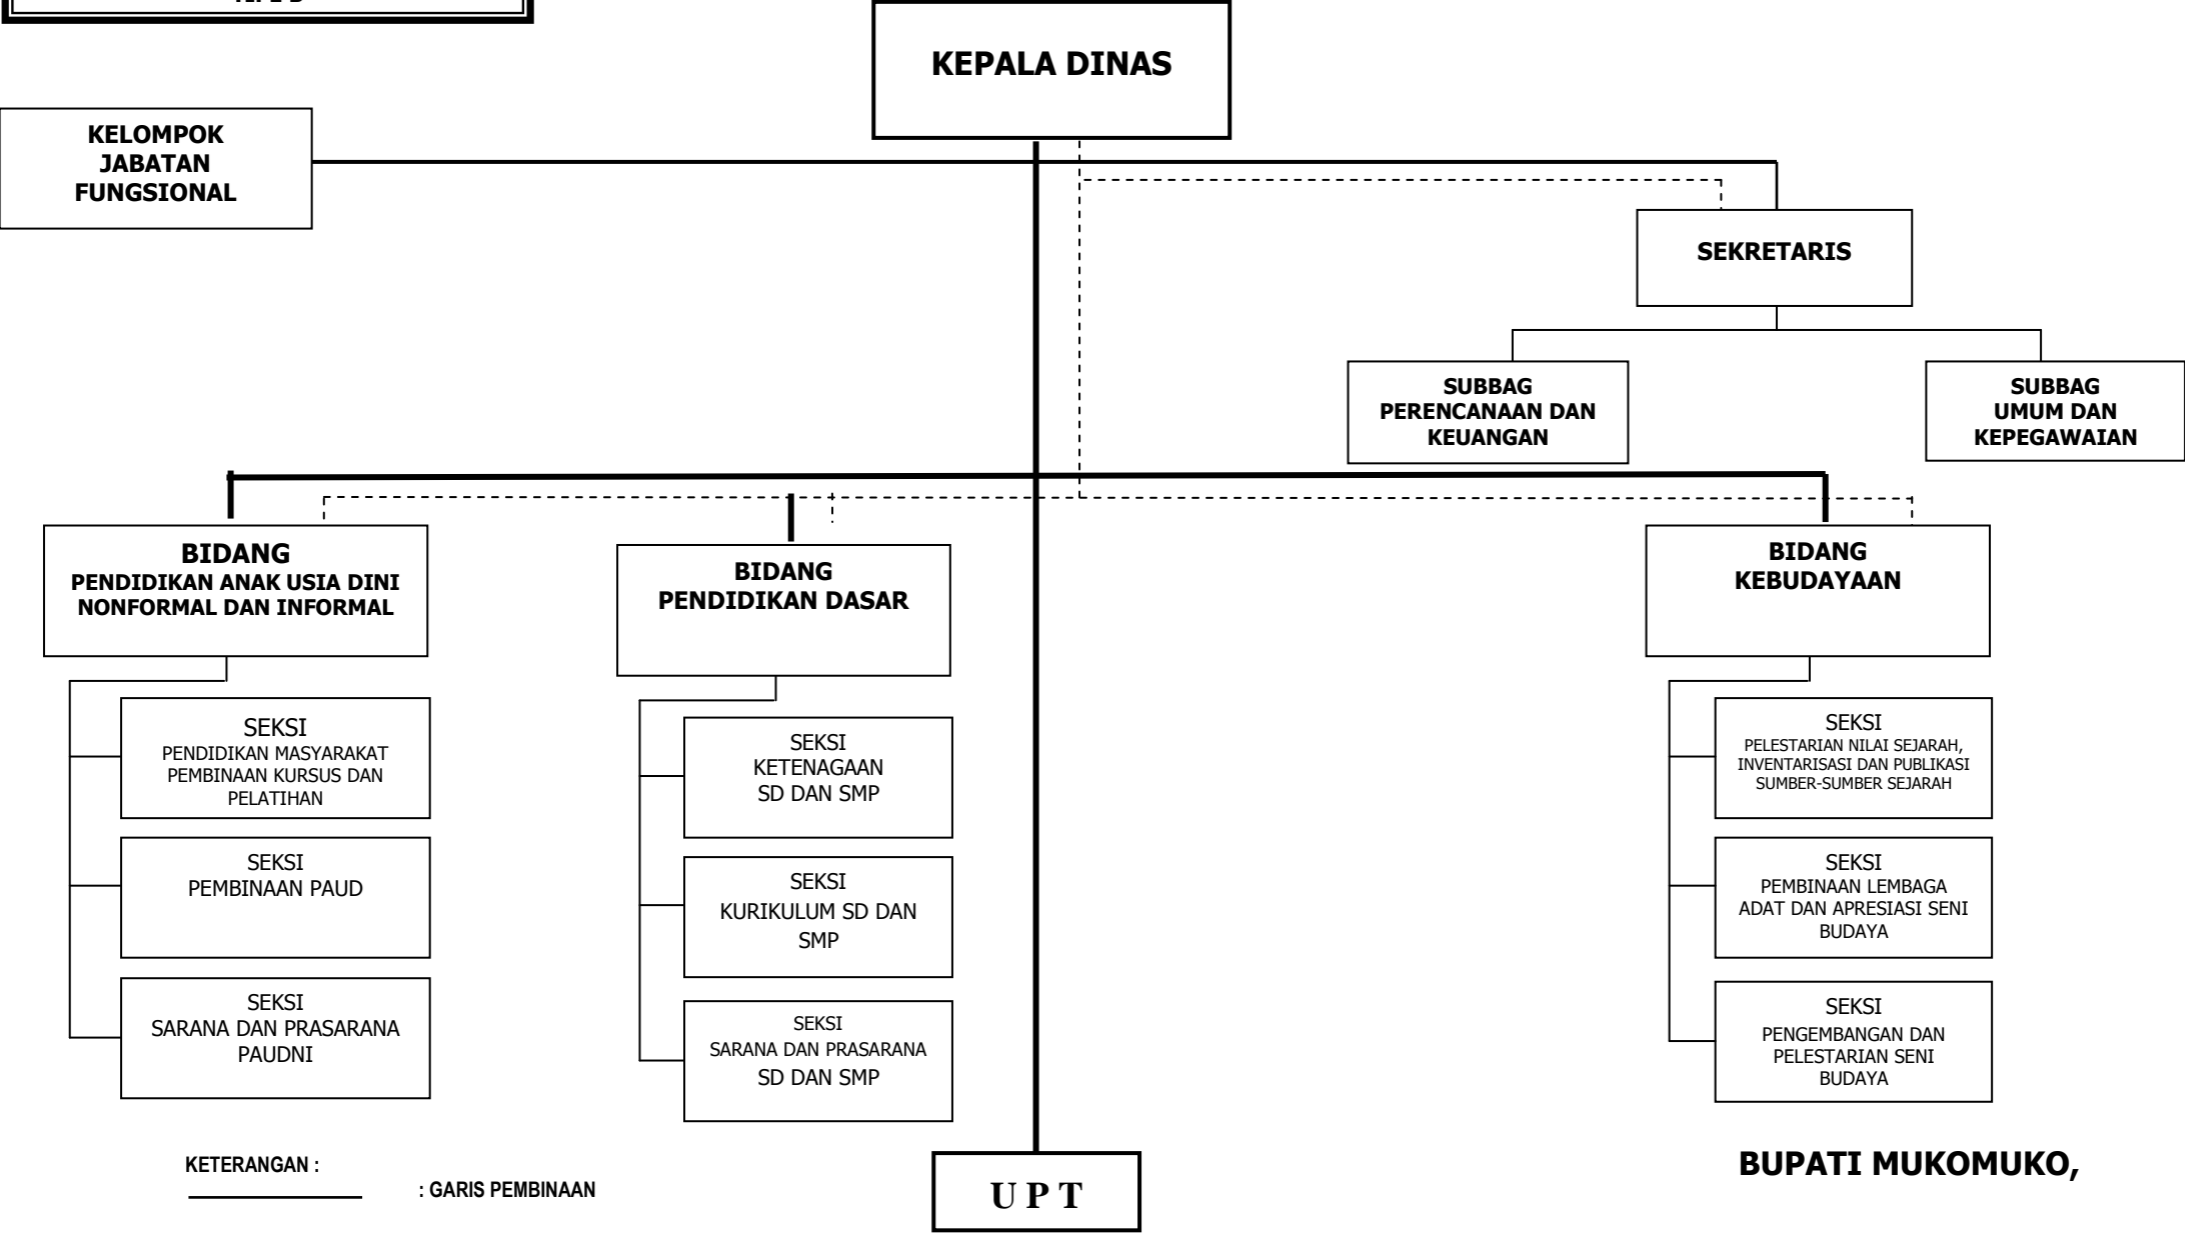 KEPALA DINAS
KELOMPOK
JABATAN
FUNGSIONAL
SEKRETARIS
SUBBAG
PERENCANAAN DAN
KEUANGAN
SUBBAG
UMUM DAN
KEPEGAWAIAN
BIDANG
PENDIDIKAN ANAK USIA DINI
NONFORMAL DAN INFORMAL
BIDANG
PENDIDIKAN DASAR
BIDANG
KEBUDAYAAN
SEKSI
PENDIDIKAN MASYARAKAT
PEMBINAAN KURSUS DAN
PELATIHAN
SEKSI
PEMBINAAN PAUD
SEKSI
SARANA DAN PRASARANA
PAUDNI
SEKSI
KETENAGAAN
SD DAN SMP
SEKSI
KURIKULUM SD DAN
SMP
SEKSI
SARANA DAN PRASARANA
SD DAN SMP
SEKSI
PELESTARIAN NILAI SEJARAH,
INVENTARISASI DAN PUBLIKASI
SUMBER-SUMBER SEJARAH
SEKSI
PEMBINAAN LEMBAGA
ADAT DAN APRESIASI SENI
BUDAYA
SEKSI
PENGEMBANGAN DAN
PELESTARIAN SENI
BUDAYA
KETERANGAN :
: GARIS PEMBINAAN
U P T
BUPATI MUKOMUKO,